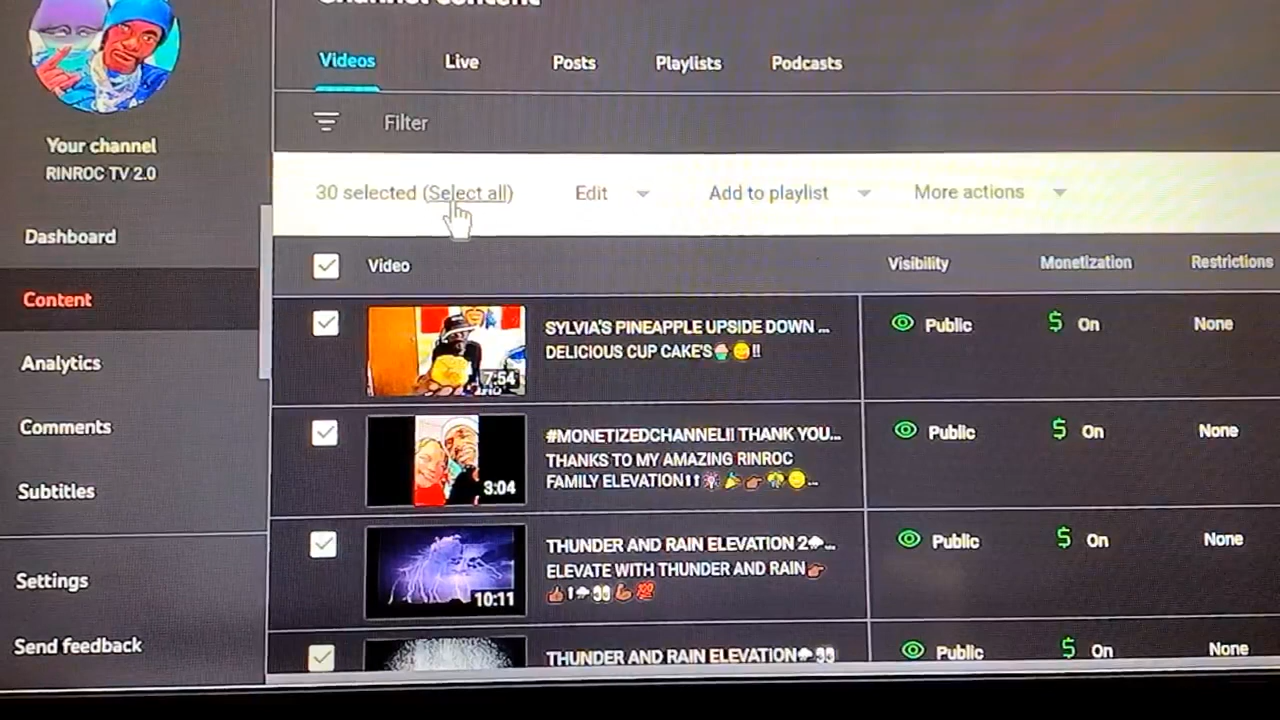 Channel content
Videos Live Posts Playlists Podcasts
Filter
Your channel
RINROC TV 2.0
30 selected (Select all) Edit Add to playlist More actions
Dashboard
Content
Analytics
Comments
Subtitles
Settings
Send feedback
Video Visibility Monetization Restrictions
7:54
SYLVIA'S PINEAPPLE UPSIDE DOWN ...
DELICIOUS CUP CAKE'S🧁😊!!
Public $ On None
3:04
#MONETIZEDCHANNEL!! THANK YOU...
THANKS TO MY AMAZING RINROC
FAMILY ELEVATION!!🎇🎉👉🏾💐😊...
Public $ On None
10:11
THUNDER AND RAIN ELEVATION 2🌩...
ELEVATE WITH THUNDER AND RAIN👉🏾
👍🏾!🌩👀💪🏾💯
Public $ On None
THUNDER AND RAIN ELEVATION🌩👀
Public $ On None